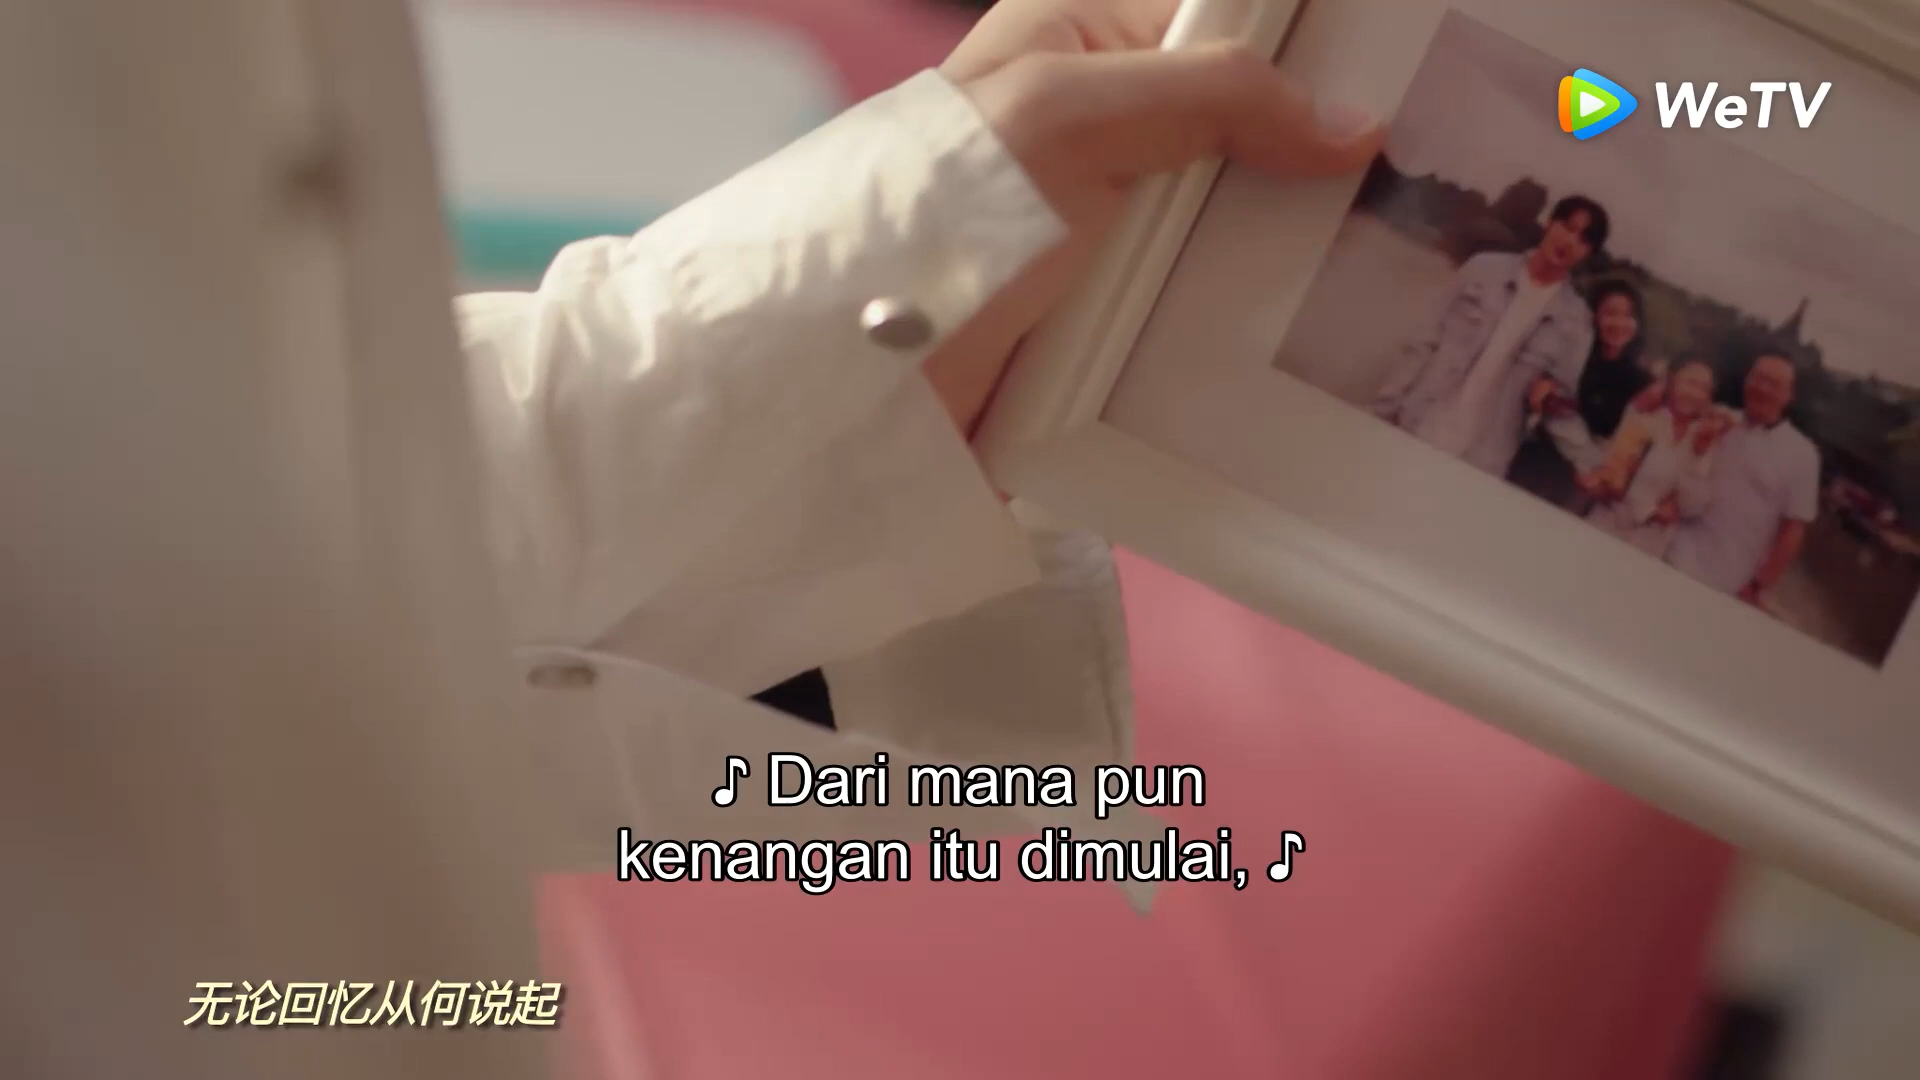 WeTV
♪ Dari mana pun
kenangan itu dimulai, ♪
无论回忆从何说起